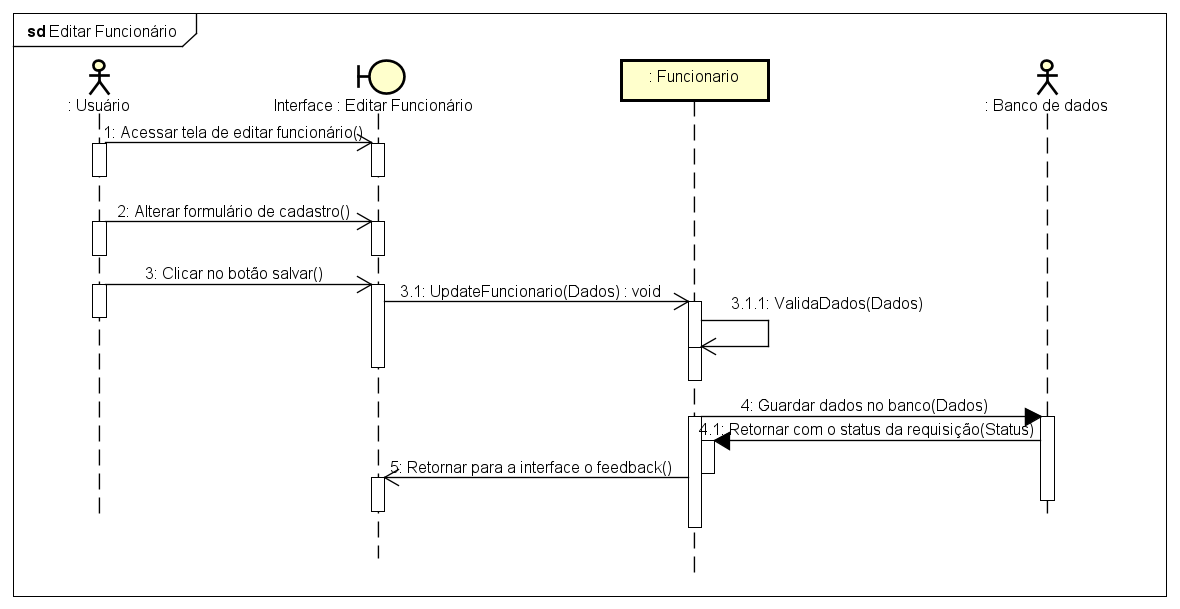 sd Editar Funcionário
: Usuário
Interface : Editar Funcionário
: Funcionario
: Banco de dados
1: Acessar tela de editar funcionário()
2: Alterar formulário de cadastro()
3: Clicar no botão salvar()
3.1: UpdateFuncionario(Dados) : void
3.1.1: ValidaDados(Dados)
4: Guardar dados no banco(Dados)
4.1: Retornar com o status da requisição(Status)
5: Retornar para a interface o feedback()